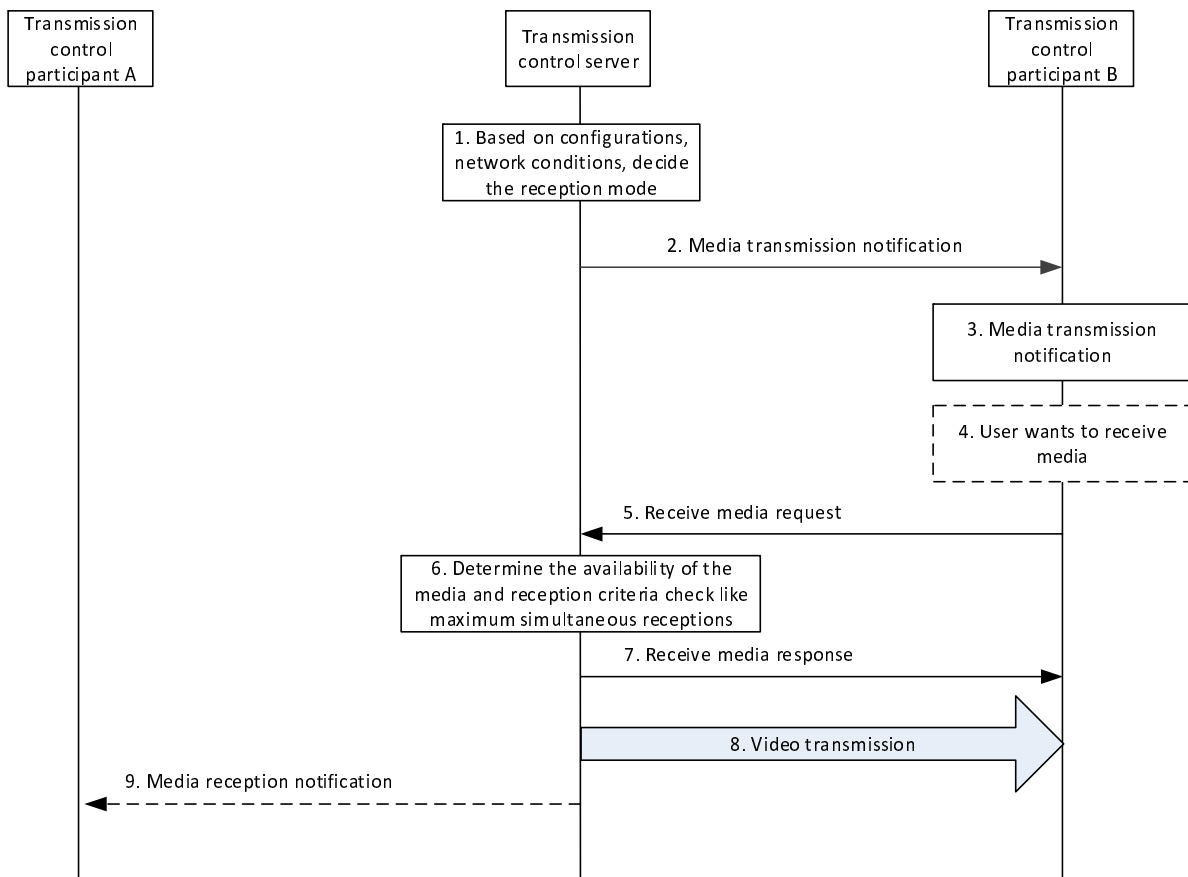 Transmission
control
participant A
Transmission
control server
Transmission
control
participant B
1. Based on configurations,
network conditions, decide
the reception mode
2. Media transmission notification
3. Media transmission
notification
4. User wants to receive
media
5. Receive media request
6. Determine the availability of the
media and reception criteria check like
maximum simultaneous receptions
7. Receive media response
8. Video transmission
9. Media reception notification